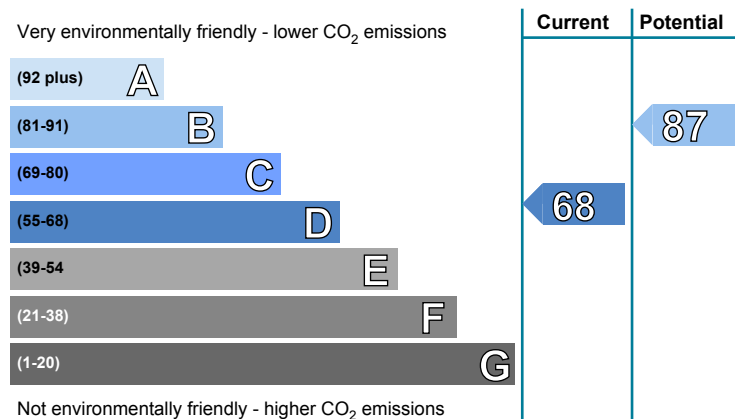 Very environmentally friendly - lower CO2 emissions
Current
Potential
(92 plus) A
(81-91) B
87
(69-80) C
(55-68) D
68
(39-54 E
(21-38) F
(1-20) G
Not environmentally friendly - higher CO2 emissions